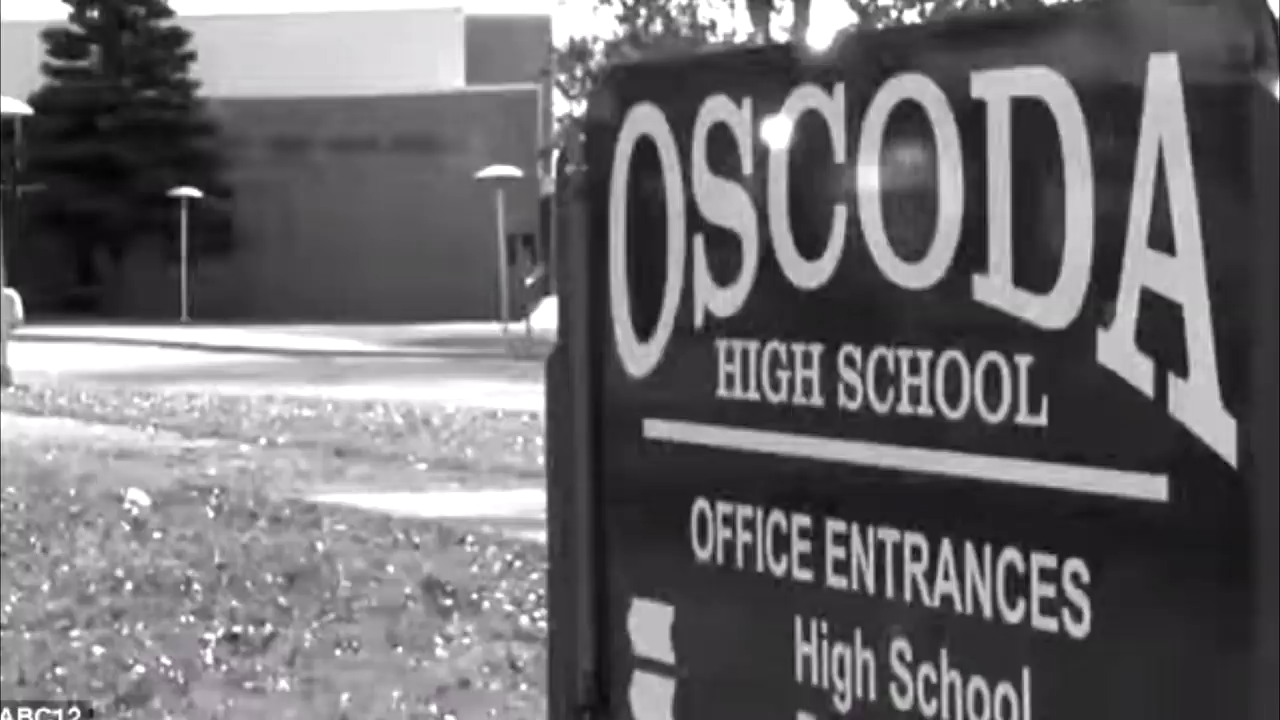 OSCODA
HIGH SCHOOL
OFFICE ENTRANCES
High School
ABC12